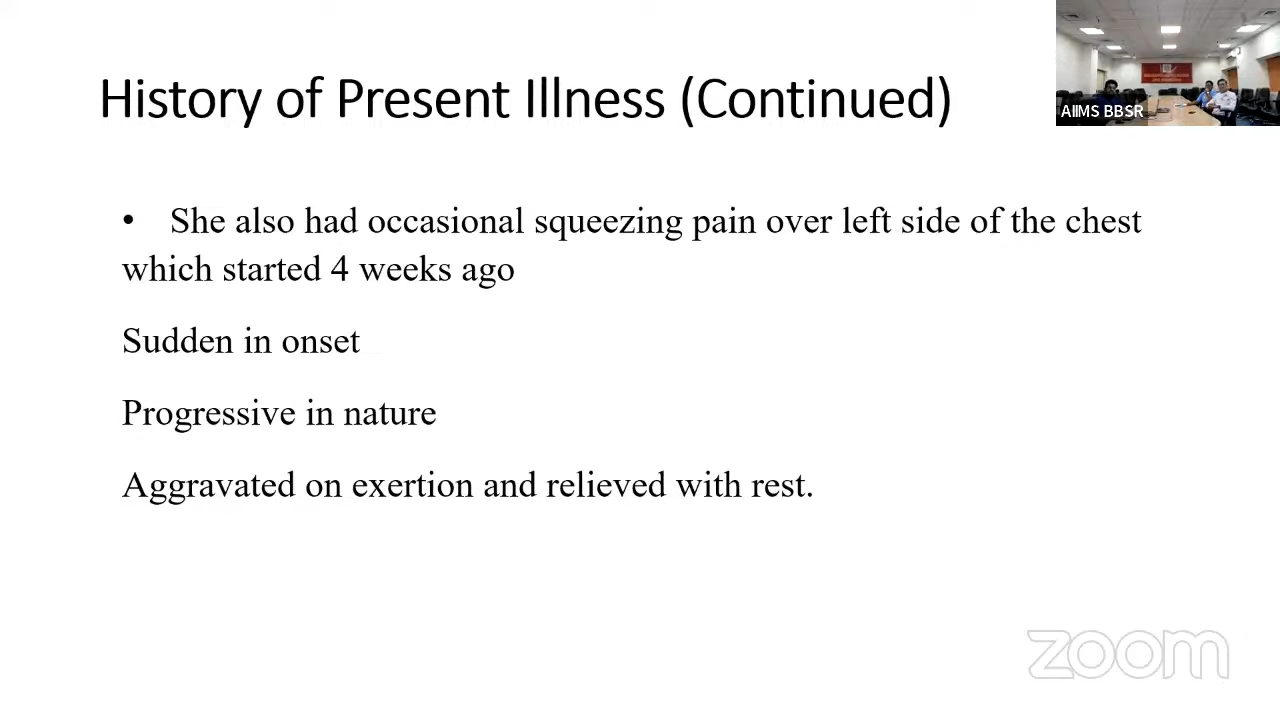 History of Present Illness (Continued)
AIIMS BBSR
• She also had occasional squeezing pain over left side of the chest
which started 4 weeks ago
Sudden in onset
Progressive in nature
Aggravated on exertion and relieved with rest.
zoom